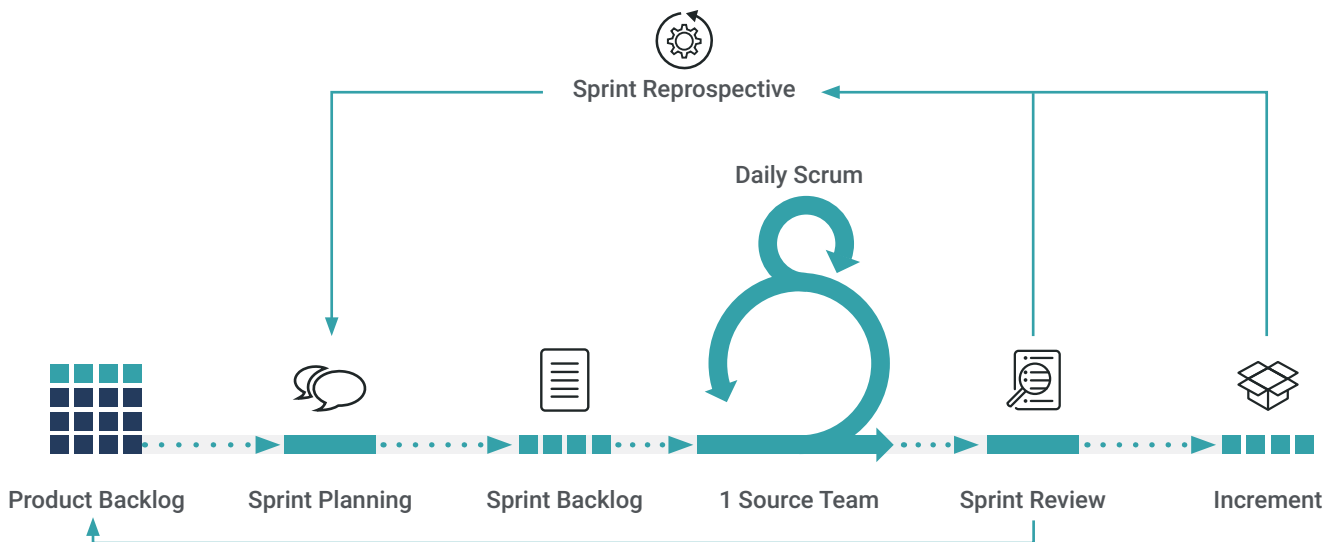 Sprint Reprospective
Daily Scrum
Product Backlog
Sprint Planning
Sprint Backlog
1 Source Team
Sprint Review
Increment